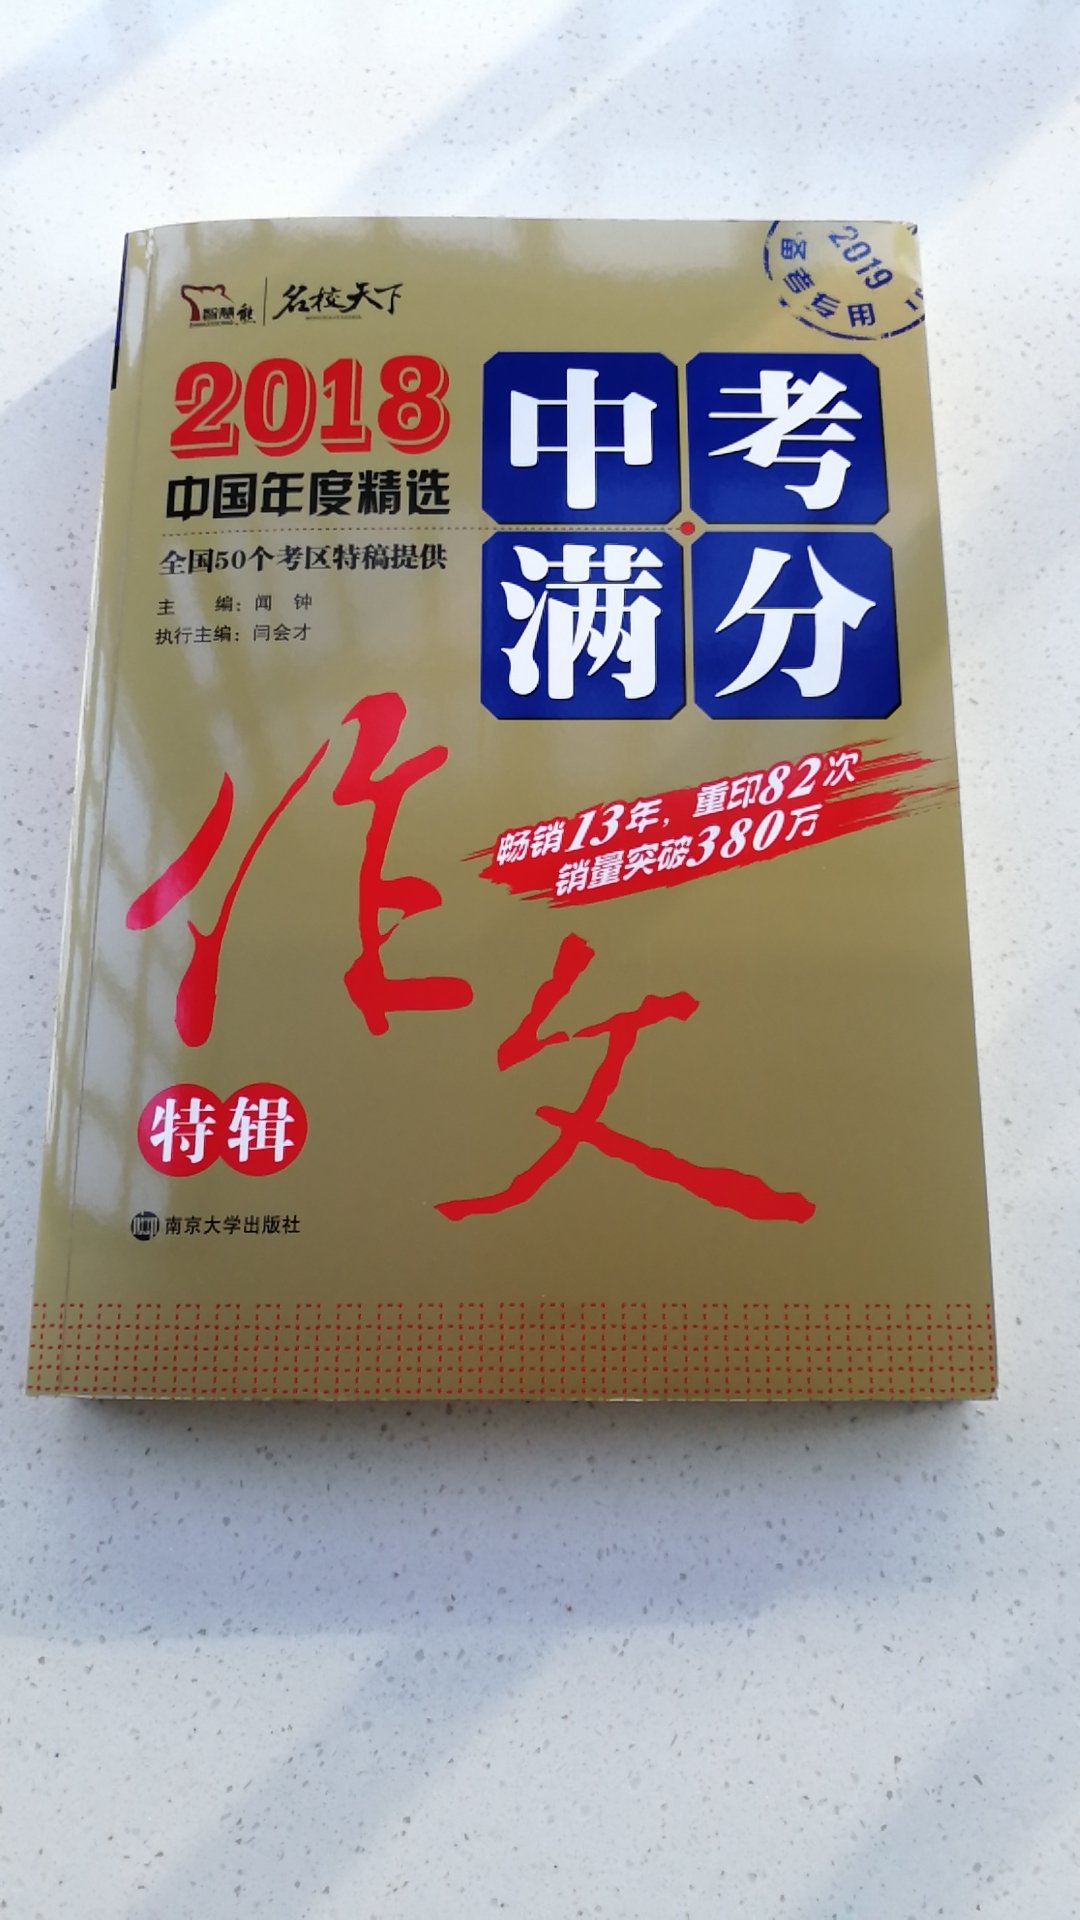 智慧熊 名校天下
2019
备考专用
2018
中国年度精选
全国50个考区特稿提供
主 编：闻 钟
执行主编：闫会才
中考
满分
作文
畅销13年，重印82次
销量突破380万
特辑
南京大学出版社